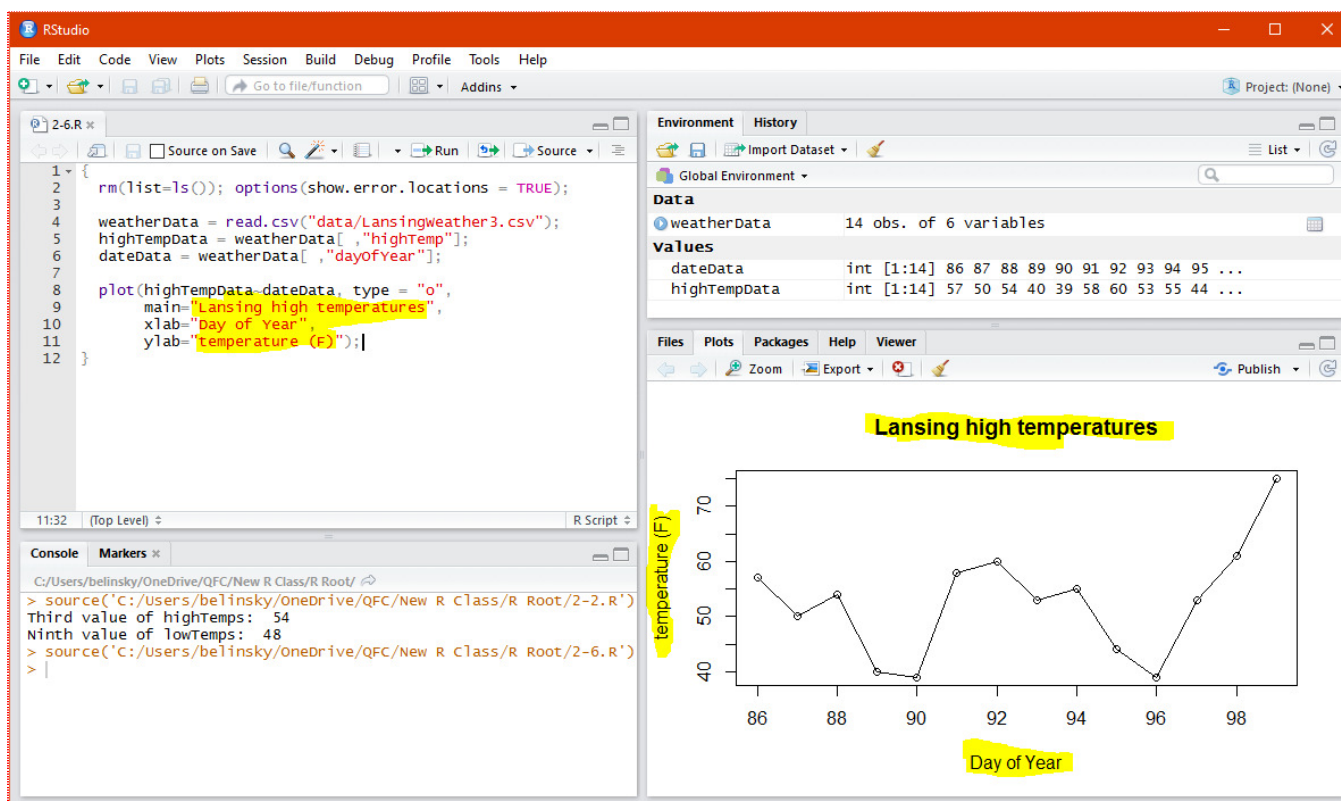 RStudio
File Edit Code View Plots Session Build Debug Profile Tools Help
Go to file/function Addins Project: (None)
2-6.R
Source on Save Run Source
1 {
2 rm(list=ls()); options(show.error.locations = TRUE);
3
4 weatherData = read.csv("data/LansingWeather3.csv");
5 highTempData = weatherData[ ,"highTemp"];
6 dateData = weatherData[ ,"dayOfYear"];
7
8 plot(highTempData~dateData, type = "o",
9 main="Lansing high temperatures",
10 xlab="Day of Year",
11 ylab="temperature (F)");
12 }
11:32 (Top Level) R Script
Console Markers
C:/Users/belinsky/OneDrive/QFC/New R Class/R Root/
> source('C:/Users/belinsky/OneDrive/QFC/New R Class/R Root/2-2.R')
Third value of highTemps: 54
Ninth value of lowTemps: 48
> source('C:/Users/belinsky/OneDrive/QFC/New R Class/R Root/2-6.R')
>
Environment History
Import Dataset List
Global Environment
Data
weatherData 14 obs. of 6 variables
Values
dateData int [1:14] 86 87 88 89 90 91 92 93 94 95 ...
highTempData int [1:14] 57 50 54 40 39 58 60 53 55 44 ...
Files Plots Packages Help Viewer
Zoom Export Publish
Lansing high temperatures
temperature (F)
70
60
50
40
86 88 90 92 94 96 98
Day of Year